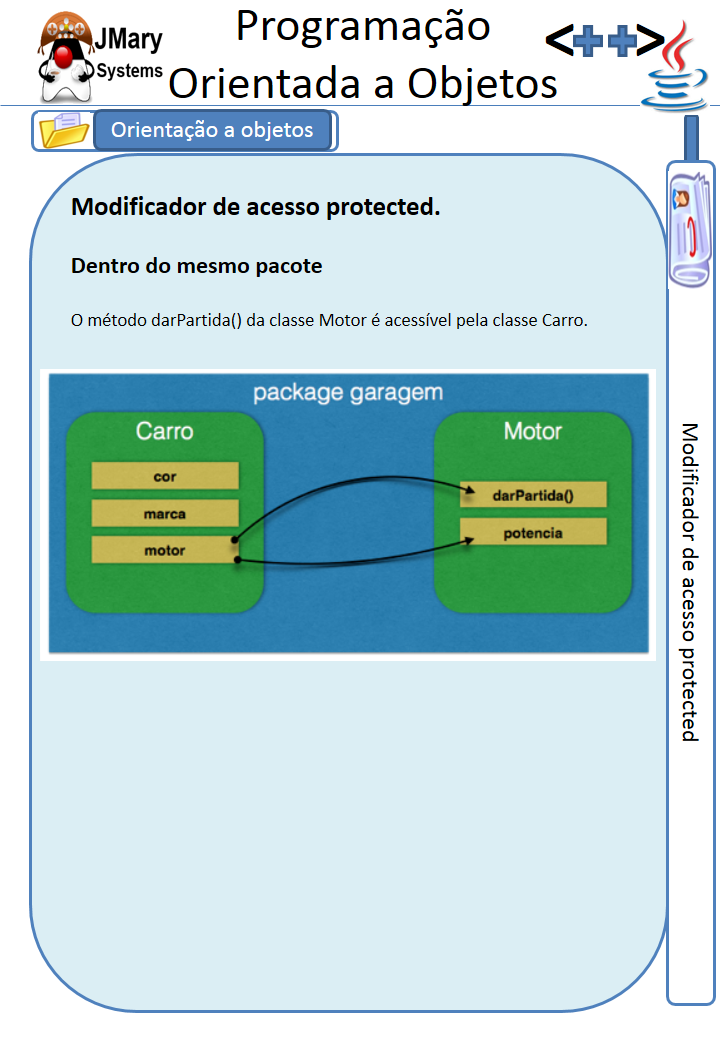 JMary
Systems
Programação
Orientada a Objetos
<++>
Orientação a objetos
Modificador de acesso protected.
Dentro do mesmo pacote
O método darPartida() da classe Motor é acessível pela classe Carro.
package garagem
Carro
cor
marca
motor
Motor
darPartida()
potencia
Modificador de acesso protected